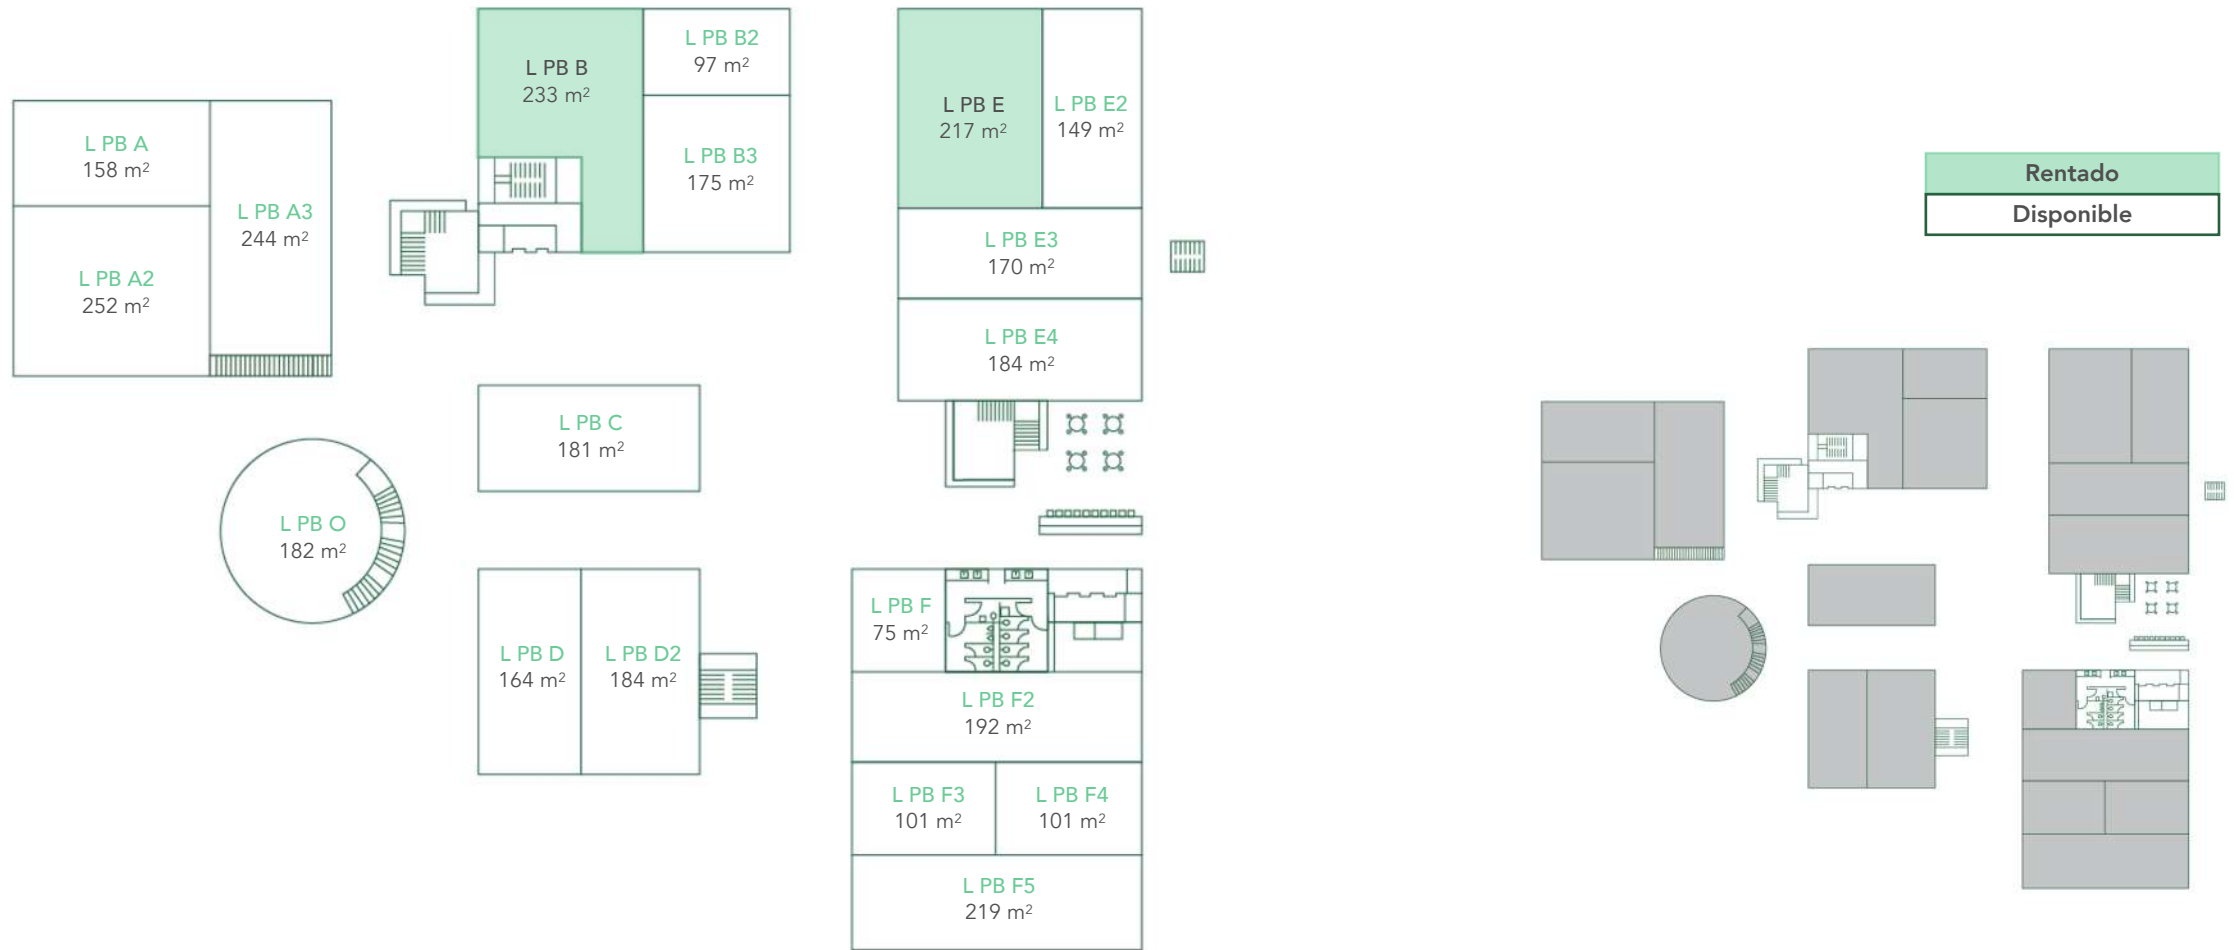 L PB A
158 m²
L PB A2
252 m²
L PB A3
244 m²
L PB B
233 m²
L PB B2
97 m²
L PB B3
175 m²
L PB C
181 m²
L PB O
182 m²
L PB D
164 m²
L PB D2
184 m²
L PB E
217 m²
L PB E2
149 m²
L PB E3
170 m²
L PB E4
184 m²
L PB F
75 m²
L PB F2
192 m²
L PB F3
101 m²
L PB F4
101 m²
L PB F5
219 m²
Rentado
Disponible